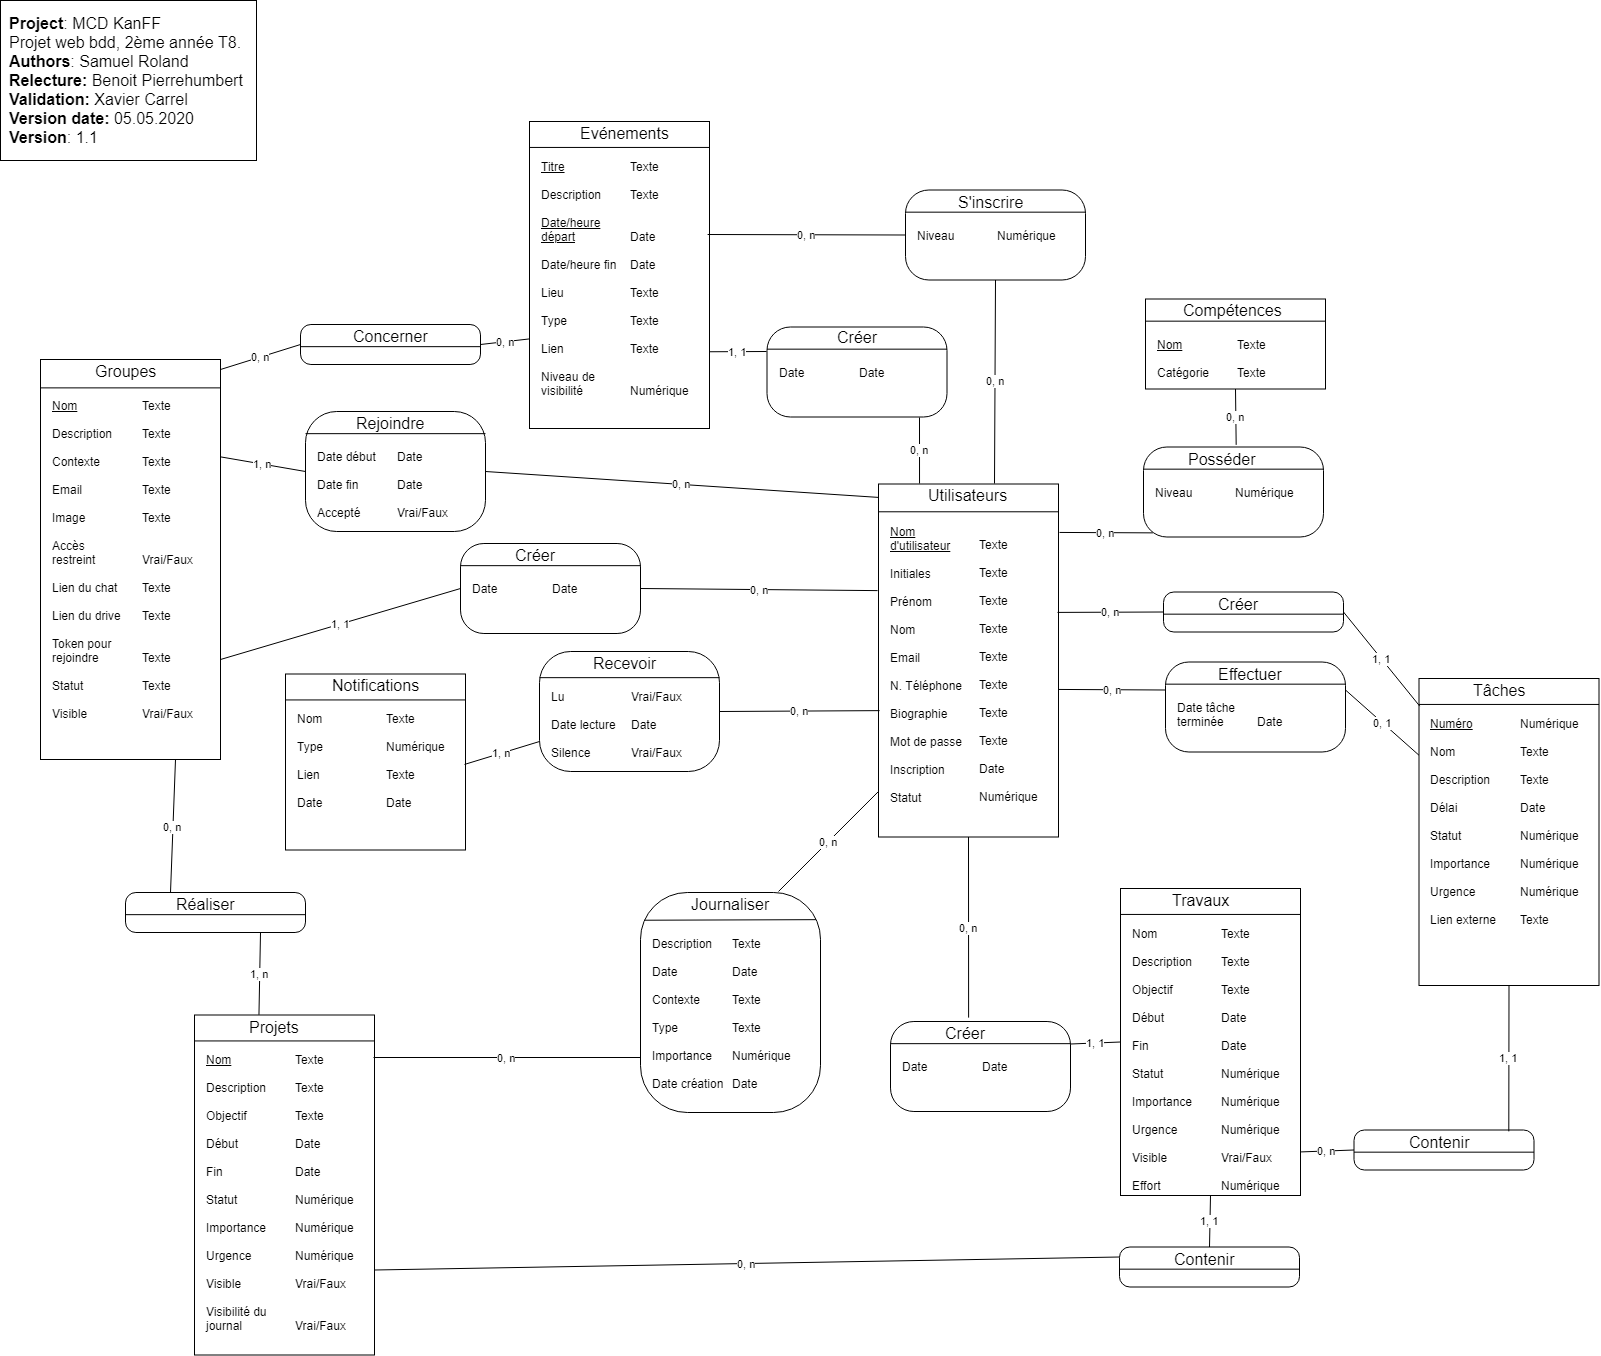 Project: MCD KanFF
Projet web bdd, 2ème année T8.
Authors: Samuel Roland
Relecture: Benoit Pierrehumbert
Validation: Xavier Carrel
Version date: 05.05.2020
Version: 1.1
Evénements
Titre Texte
Description Texte
Date/heure
départ Date
Date/heure fin Date
Lieu Texte
Type Texte
Lien Texte
Niveau de
visibilité Numérique
0, n
S'inscrire
Niveau Numérique
0, n
Concerner
0, n
0, n
1, 1
Créer
Date Date
0, n
Compétences
Nom Texte
Catégorie Texte
0, n
Posséder
Niveau Numérique
0, n
Groupes
Nom Texte
Description Texte
Contexte Texte
Email Texte
Image Texte
Accès
restreint Vrai/Faux
Lien du chat Texte
Lien du drive Texte
Token pour
rejoindre Texte
Statut Texte
Visible Vrai/Faux
1, n
Rejoindre
Date début Date
Date fin Date
Accepté Vrai/Faux
0, n
1, 1
Créer
Date Date
0, n
Utilisateurs
Nom
d'utilisateur Texte
Initiales Texte
Prénom Texte
Nom Texte
Email Texte
N. Téléphone Texte
Biographie Texte
Mot de passe Texte
Inscription Date
Statut Numérique
0, n
Créer
1, 1
0, n
Effectuer
Date tâche
terminée Date
0, 1
Notifications
Nom Texte
Type Numérique
Lien Texte
Date Date
1, n
Recevoir
Lu Vrai/Faux
Date lecture Date
Silence Vrai/Faux
0, n
Tâches
Numéro Numérique
Nom Texte
Description Texte
Délai Date
Statut Numérique
Importance Numérique
Urgence Numérique
Lien externe Texte
0, n
Réaliser
1, n
0, n
Journaliser
Description Texte
Date Date
Contexte Texte
Type Texte
Importance Numérique
Date création Date
0, n
0, n
Créer
Date Date
1, 1
Travaux
Nom Texte
Description Texte
Objectif Texte
Début Date
Fin Date
Statut Numérique
Importance Numérique
Urgence Numérique
Visible Vrai/Faux
Effort Numérique
1, 1
0, n
Contenir
Projets
Nom Texte
Description Texte
Objectif Texte
Début Date
Fin Date
Statut Numérique
Importance Numérique
Urgence Numérique
Visible Vrai/Faux
Visibilité du
journal Vrai/Faux
1, 1
0, n
Contenir